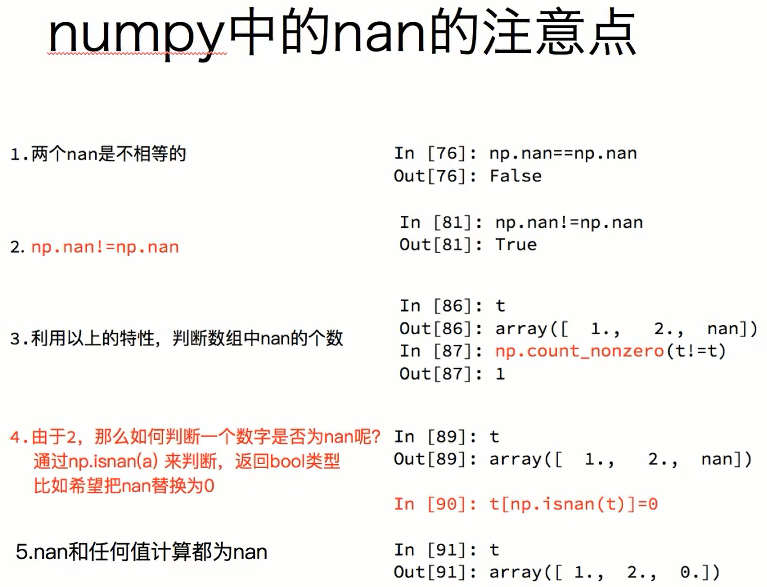 numpy中的nan的注意点
1.两个nan是不相等的
In [76]: np.nan==np.nan
Out[76]: False
2. np.nan!=np.nan
In [81]: np.nan!=np.nan
Out[81]: True
3.利用以上的特性，判断数组中nan的个数
In [86]: t
Out[86]: array([  1.,   2.,  nan])
In [87]: np.count_nonzero(t!=t)
Out[87]: 1
4.由于2，那么如何判断一个数字是否为nan呢?
通过np.isnan(a) 来判断，返回bool类型
比如希望把nan替换为0
In [89]: t
Out[89]: array([  1.,   2.,  nan])
In [90]: t[np.isnan(t)]=0
5.nan和任何值计算都为nan
In [91]: t
Out[91]: array([ 1.,  2.,  0.])